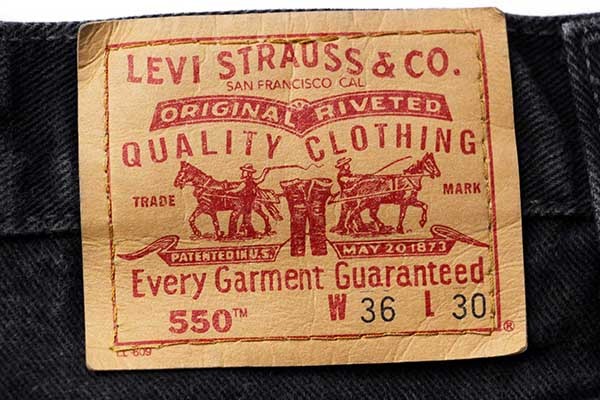 LEVI STRAUSS & CO.
SAN FRANCISCO CAL
ORIGINAL RIVETED
QUALITY CLOTHING
TRADE MARK
PATENTED IN U.S. MAY 20 1873
Every Garment Guaranteed
550™ W 36 L 30
®